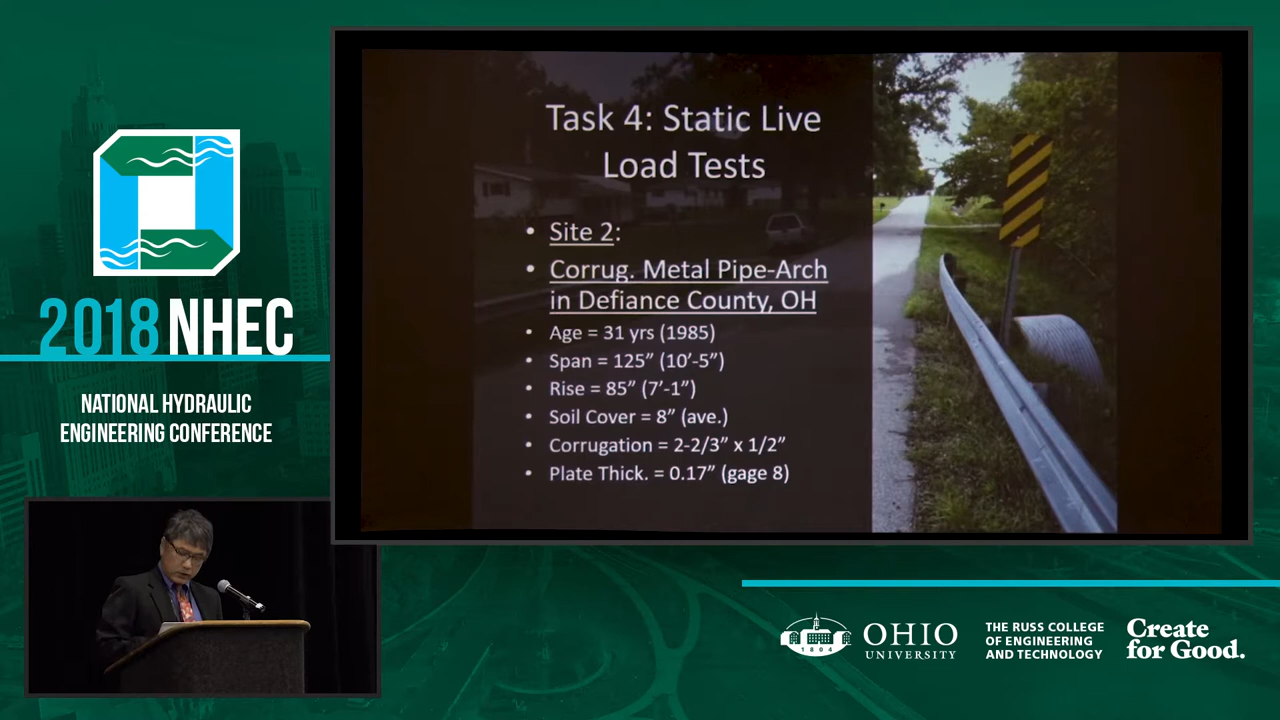 2018 NHEC
NATIONAL HYDRAULIC
ENGINEERING CONFERENCE
Task 4: Static Live
Load Tests
• Site 2:
• Corrug. Metal Pipe-Arch
in Defiance County, OH
• Age = 31 yrs (1985)
• Span = 125” (10’-5”)
• Rise = 85” (7’-1”)
• Soil Cover = 8” (ave.)
• Corrugation = 2-2/3” x 1/2”
• Plate Thick. = 0.17” (gage 8)
1804
OHIO
UNIVERSITY
THE RUSS COLLEGE
OF ENGINEERING
AND TECHNOLOGY
Create
for Good.